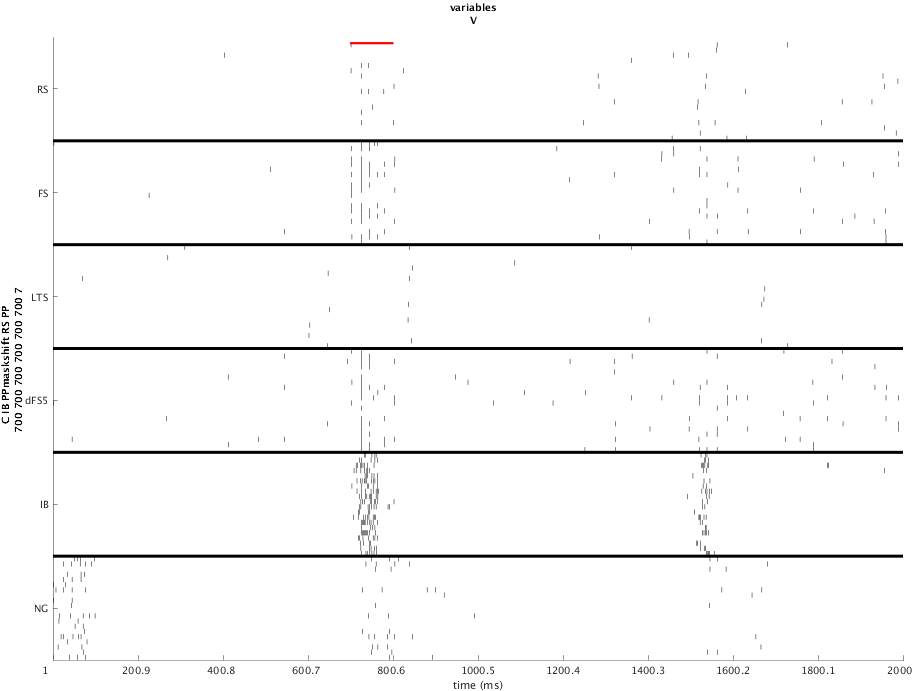 variables
V
C IB PPmaskshift RS PP
700 700 700 700 700 700 7
RS
FS
LTS
dFS5
IB
NG
1 200.9 400.8 600.7 800.6 1000.5 1200.4 1400.3 1600.2 1800.1 2000
time (ms)